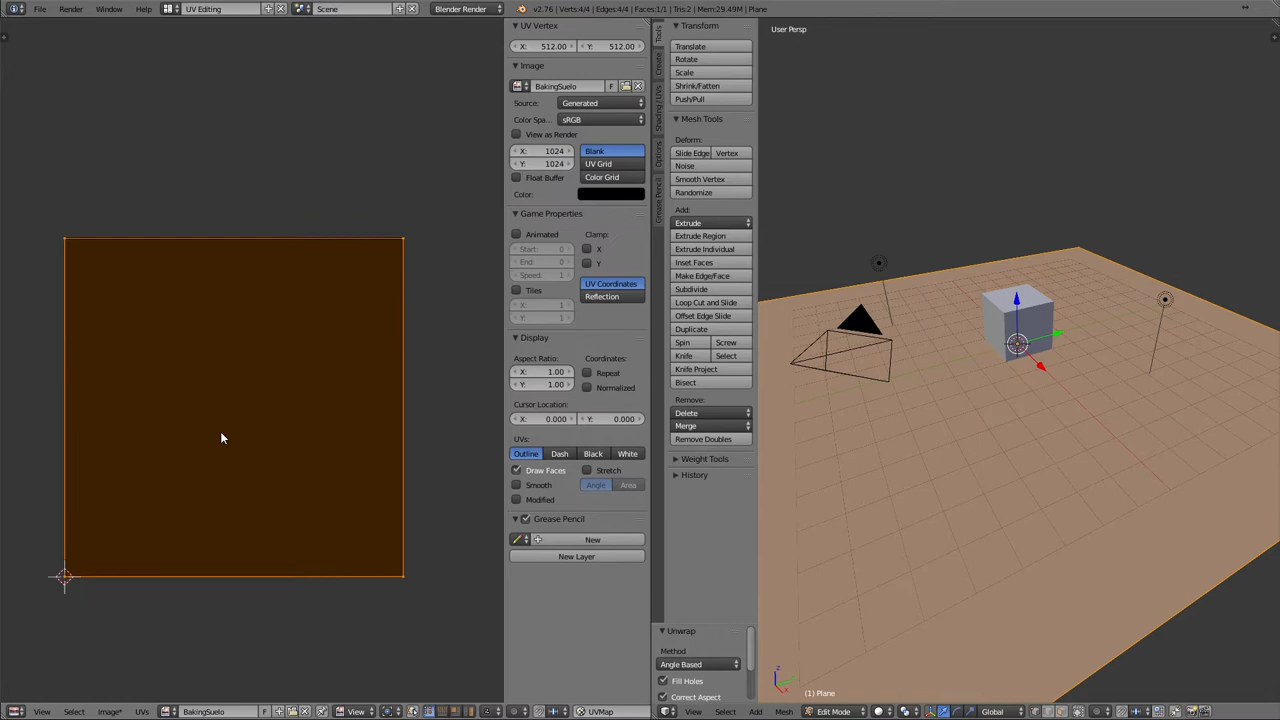 File Render Window Help UV Editing Scene Blender Render v2.76 | Verts:4/4 | Edges:4/4 | Faces:1/1 | Tris:2 | Mem:29.49M | Plane
UV Vertex
X: 512.00 Y: 512.00
Image
BakingSuelo F
Source: Generated
Color Spa... sRGB
View as Render
X: 1024 Blank
Y: 1024 UV Grid
Float Buffer Color Grid
Color:
Game Properties
Animated Clamp:
Start: 0 X
End: 0 Y
Speed: 1
UV Coordinates
Tiles Reflection
X: 1
Y: 1
Display
Aspect Ratio: Coordinates:
X: 1.00 Repeat
Y: 1.00 Normalized
Cursor Location:
X: 0.000 Y: 0.000
UVs:
Outline Dash Black White
Draw Faces Stretch
Smooth Angle Area
Modified
Grease Pencil
New
New Layer
Tools
Create
Shading / UVs
Options
Grease Pencil
Transform
Translate
Rotate
Scale
Shrink/Fatten
Push/Pull
Mesh Tools
Deform:
Slide Edge Vertex
Noise
Smooth Vertex
Randomize
Add:
Extrude
Extrude Region
Extrude Individual
Inset Faces
Make Edge/Face
Subdivide
Loop Cut and Slide
Offset Edge Slide
Duplicate
Spin Screw
Knife Select
Knife Project
Bisect
Remove:
Delete
Merge
Remove Doubles
Weight Tools
History
Unwrap
Method
Angle Based
Fill Holes
Correct Aspect
User Persp
z
x
(1) Plane
View Select Image* UVs BakingSuelo F View UVMap
View Select Add Mesh Edit Mode Global